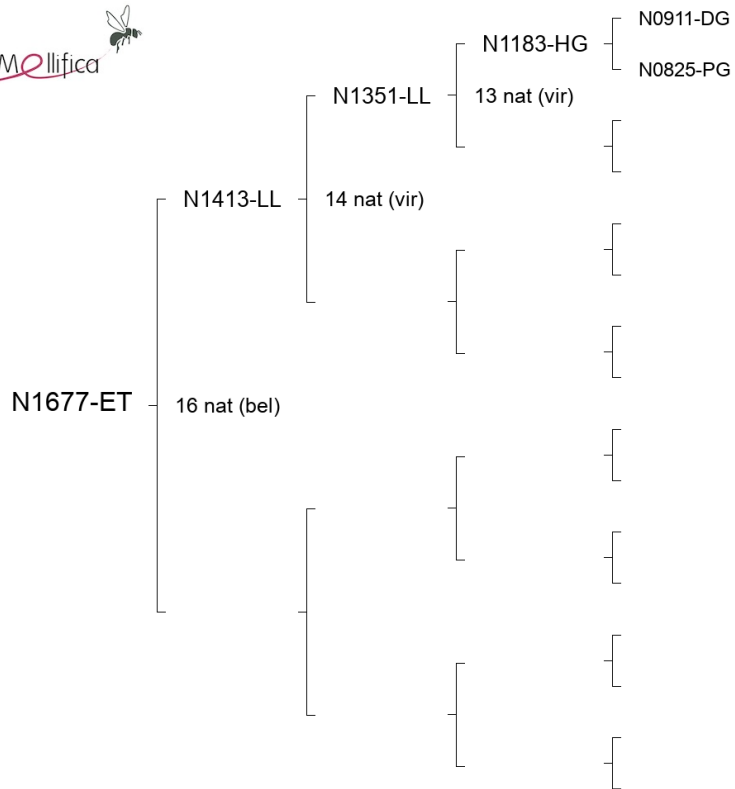 Mellifica
N0911-DG
N1183-HG
N0825-PG
N1351-LL
13 nat (vir)
N1413-LL
14 nat (vir)
N1677-ET
16 nat (bel)